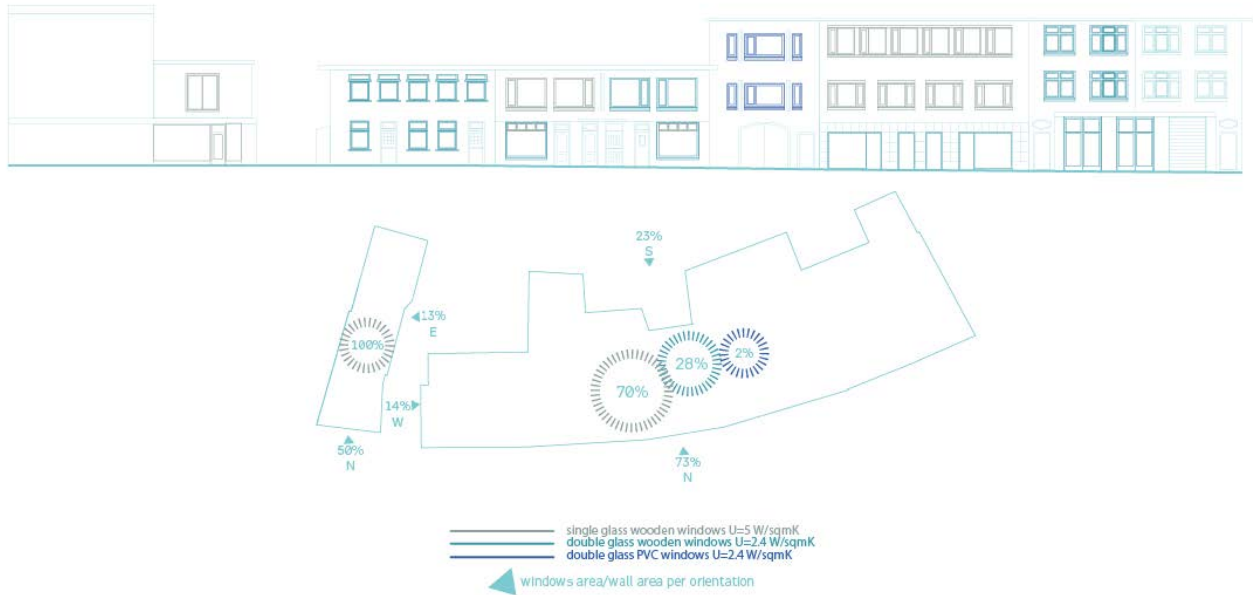 23%
S
13%
E
100%
2%
28%
70%
14%
W
50%
N
73%
N
single glass wooden windows U=5 W/sqmK
double glass wooden windows U=2.4 W/sqmK
double glass PVC windows U=2.4 W/sqmK
windows area/wall area per orientation